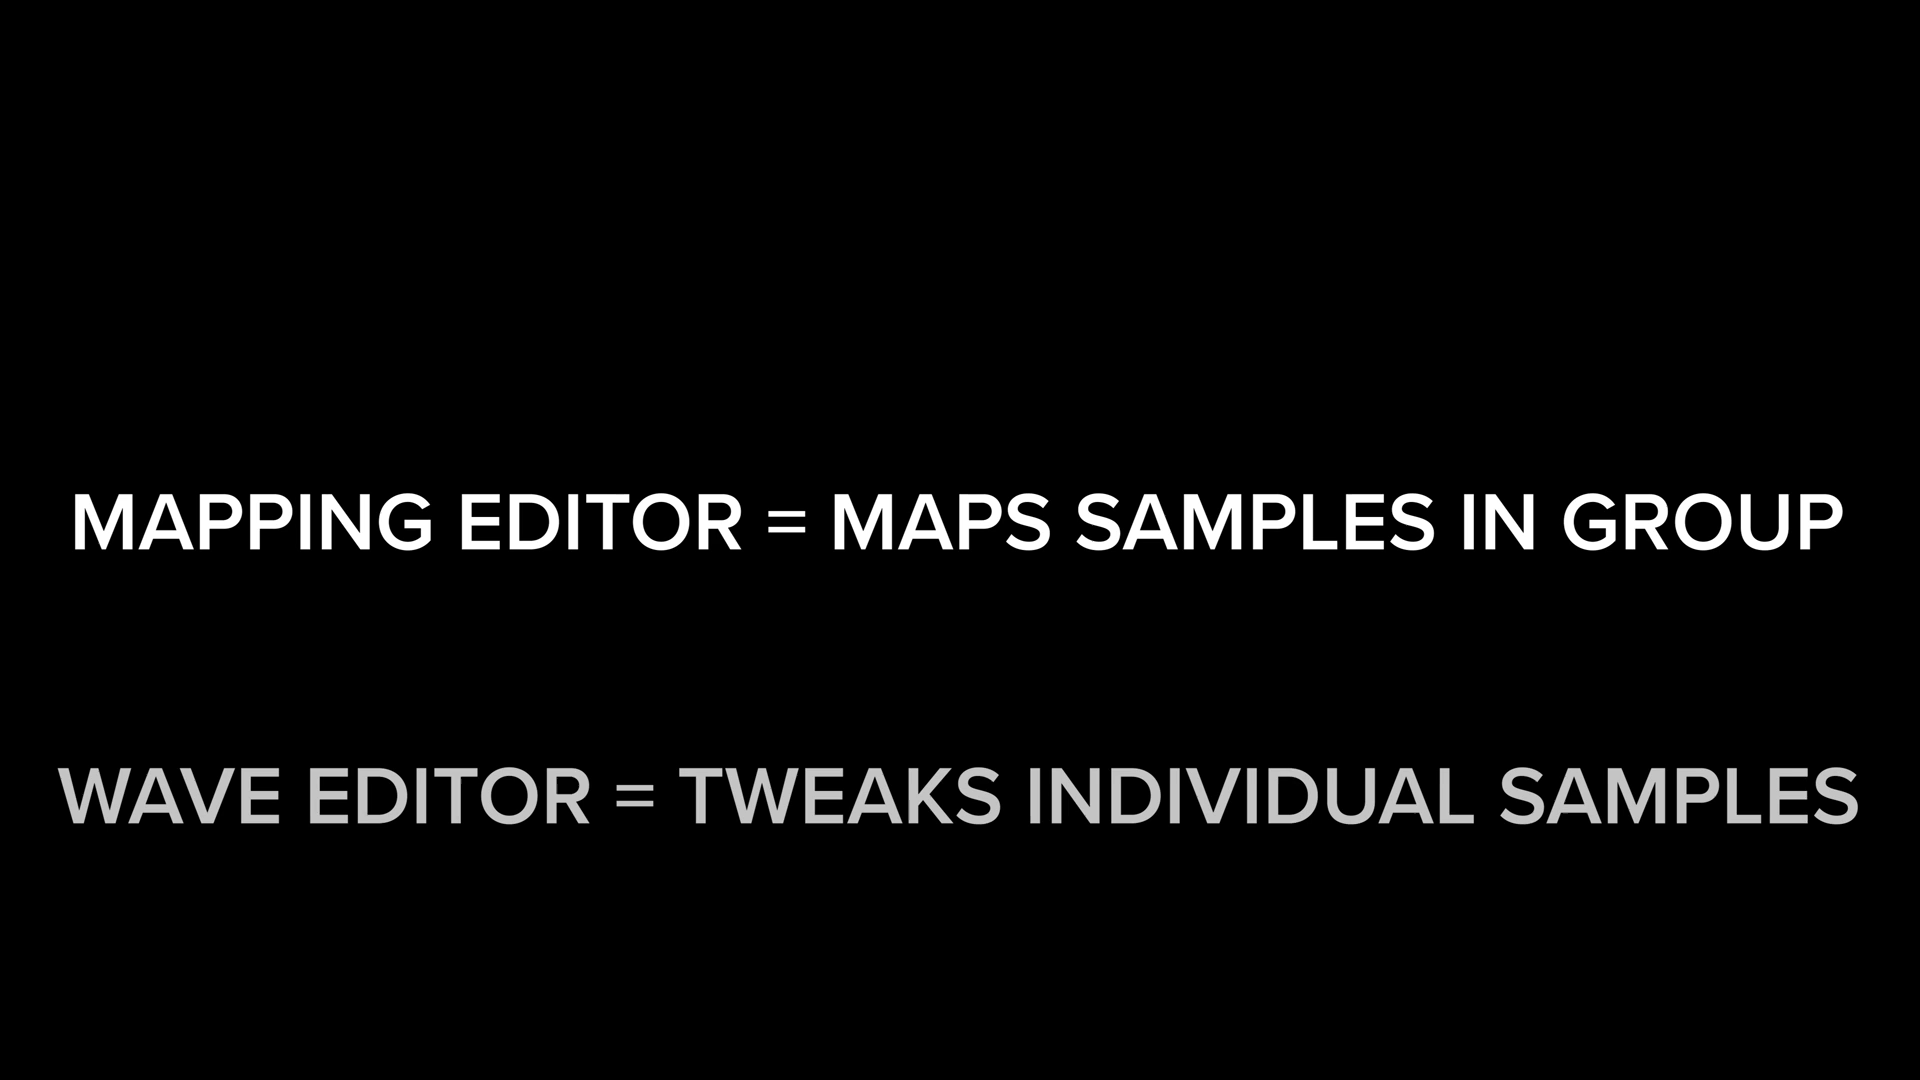 MAPPING EDITOR = MAPS SAMPLES IN GROUP
WAVE EDITOR = TWEAKS INDIVIDUAL SAMPLES